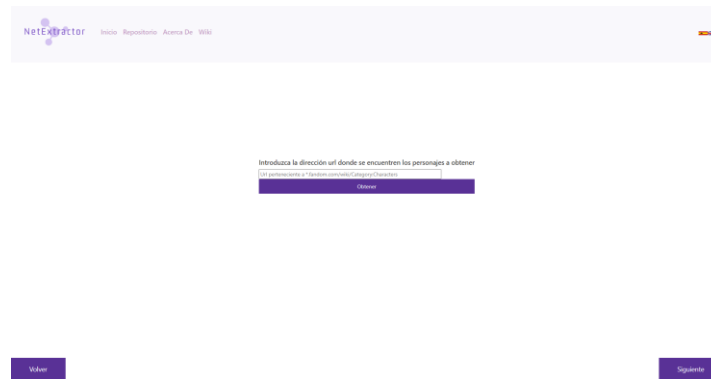 NetExtractor
Inicio Repositorio Acerca De Wiki
Introduzca la dirección url donde se encuentren los personajes a obtener
Url perteneciente a *.fandom.com/wiki/Category:Characters
Obtener
Volver
Siguiente